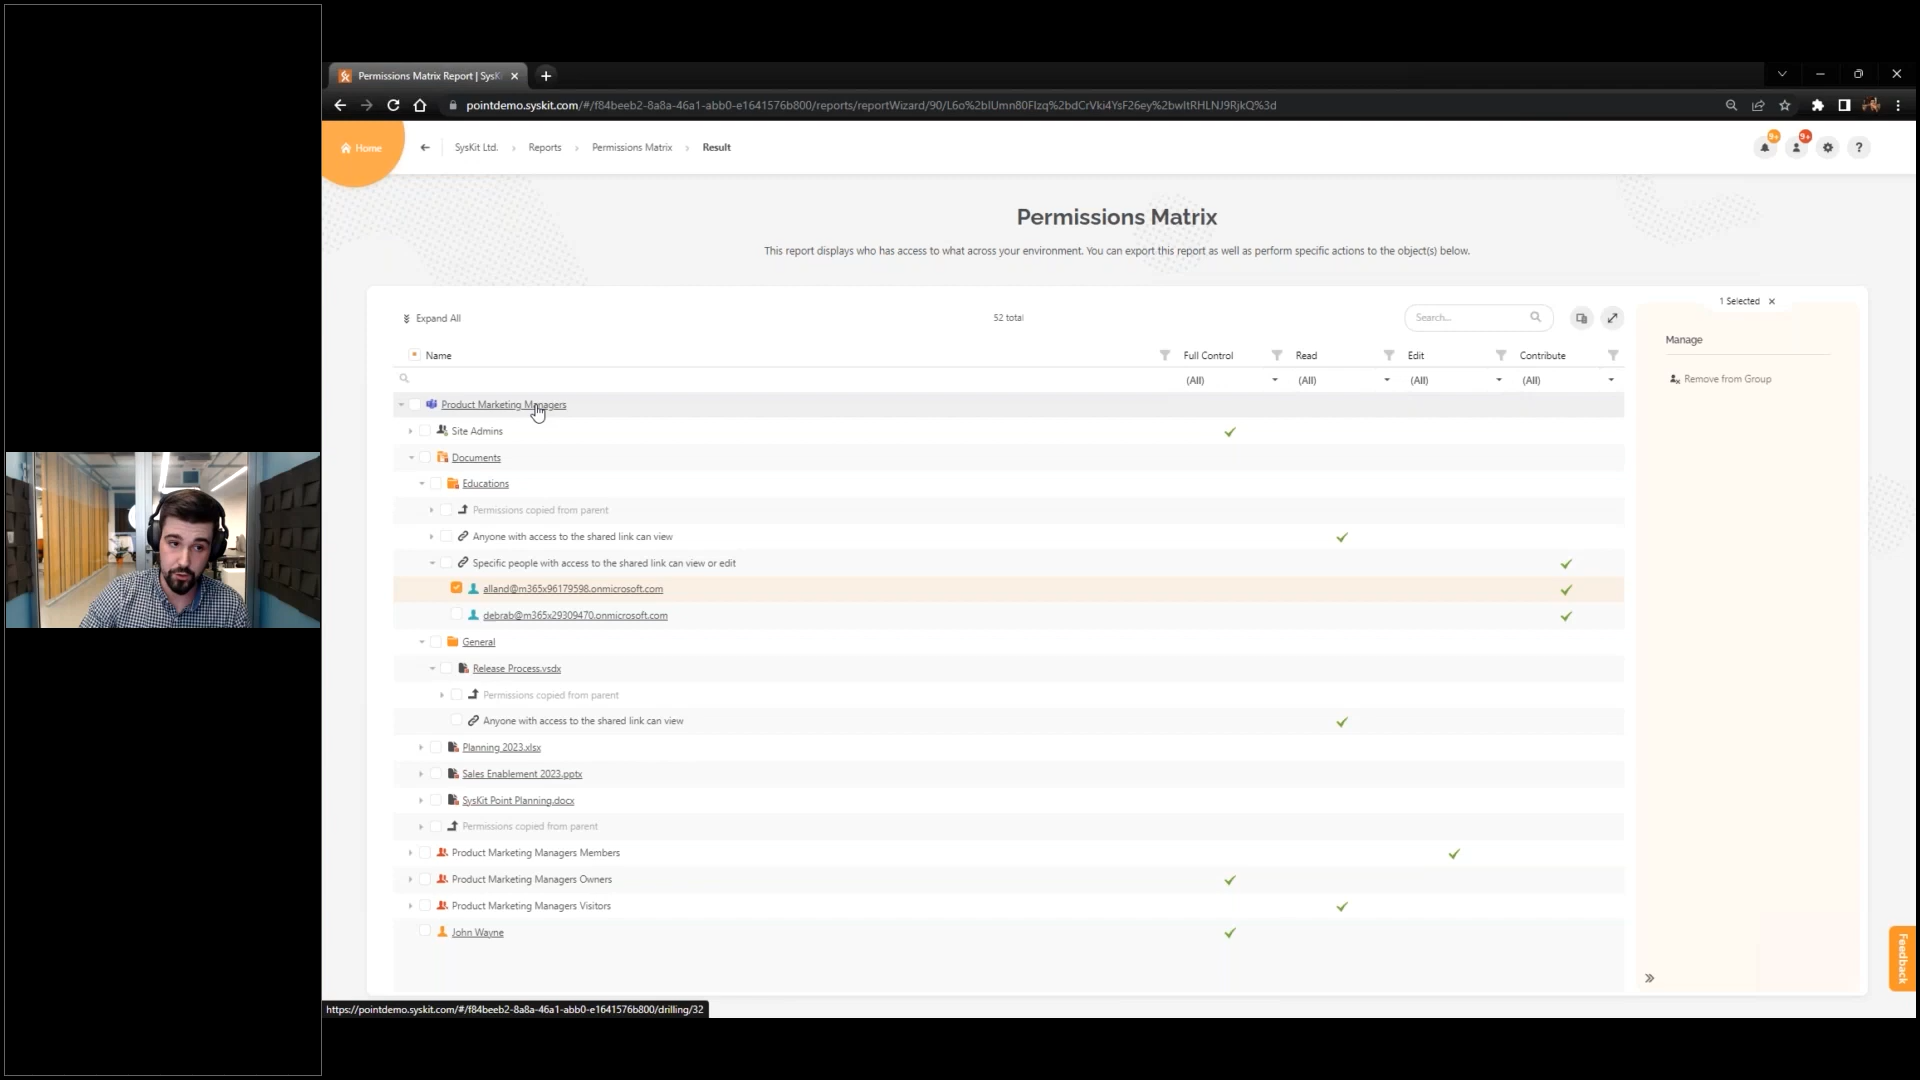 Permissions Matrix Report | SysKi
pointdemo.syskit.com/#/f84beeb2-8a8a-46a1-abb0-e1641576b800/reports/reportWizard/90/L6o%2blUmn80FIzq%2bdCrVki4YsF26ey%2bwltRHLNJ9RjkQ%3d
Home
SysKit Ltd. › Reports › Permissions Matrix › Result
9+
9+
?
Permissions Matrix
This report displays who has access to what across your environment. You can export this report as well as perform specific actions to the object(s) below.
Expand All
52 total
Search...
1 Selected
Manage
Remove from Group
Name
Full Control
Read
Edit
Contribute
(All)
(All)
(All)
(All)
Product Marketing Managers
Site Admins
Documents
Educations
Permissions copied from parent
Anyone with access to the shared link can view
Specific people with access to the shared link can view or edit
alland@m365x96179598.onmicrosoft.com
debrab@m365x29309470.onmicrosoft.com
General
Release Process.vsdx
Permissions copied from parent
Anyone with access to the shared link can view
Planning 2023.xlsx
Sales Enablement 2023.pptx
SysKit Point Planning.docx
Permissions copied from parent
Product Marketing Managers Members
Product Marketing Managers Owners
Product Marketing Managers Visitors
John Wayne
Feedback
https://pointdemo.syskit.com/#/f84beeb2-8a8a-46a1-abb0-e1641576b800/drilling/32